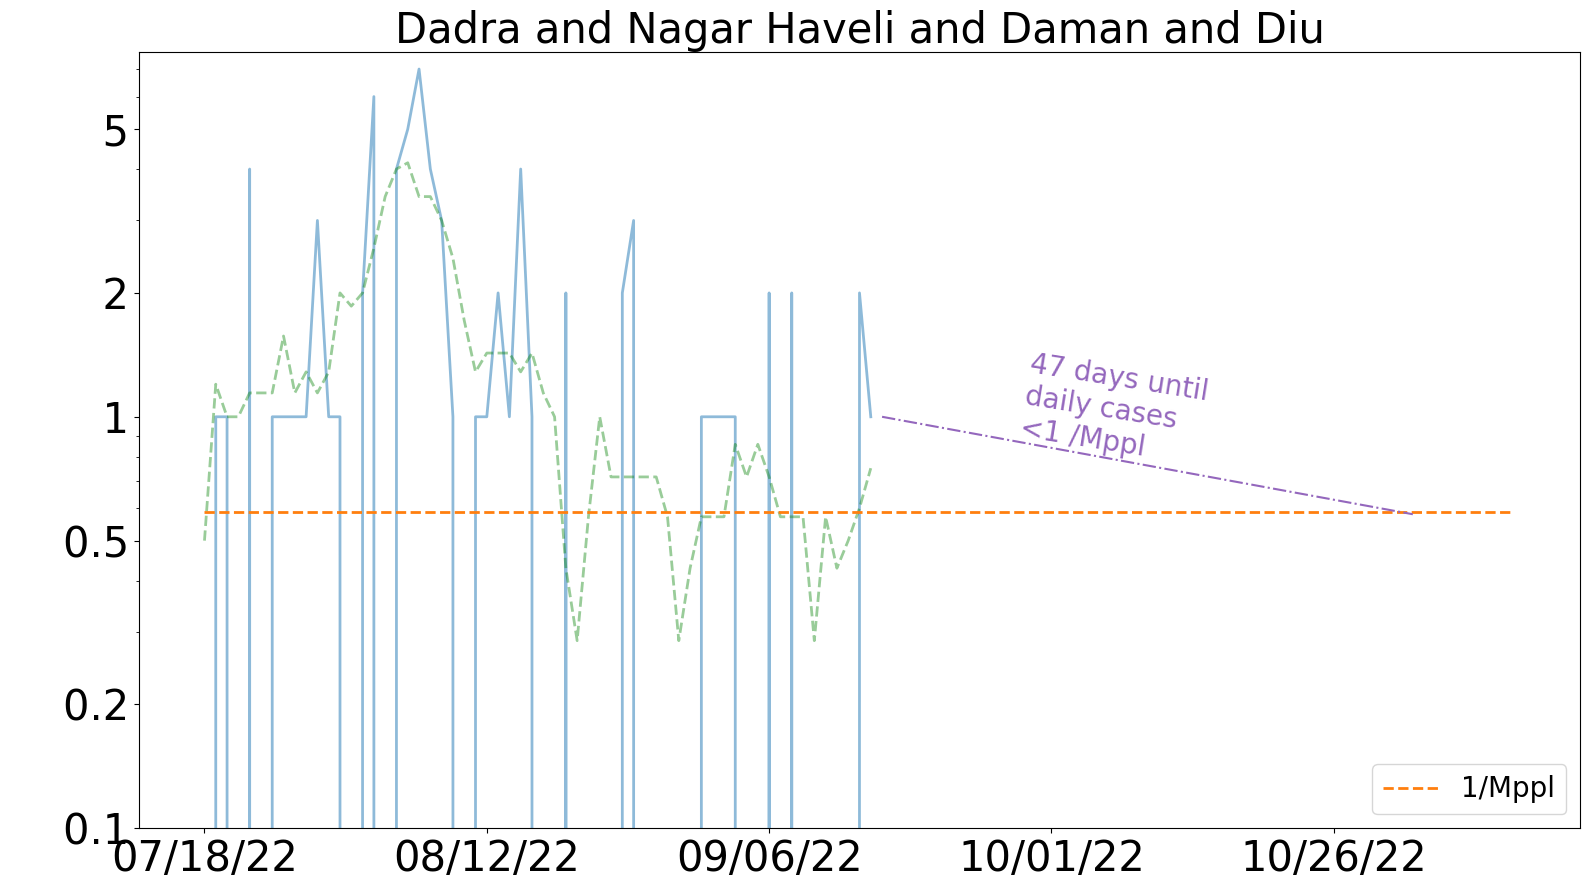 Dadra and Nagar Haveli and Daman and Diu
5
2
1
0.5
0.2
0.1
47 days until
daily cases
<1 /Mppl
1/Mppl
07/18/22
08/12/22
09/06/22
10/01/22
10/26/22